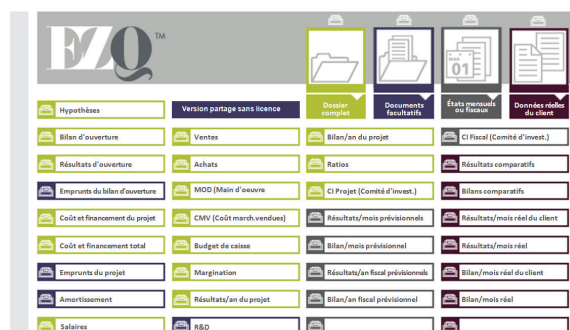 EZQ™
MAR
01
Dossier
complet
Documents
facultatifs
États mensuels
ou fiscaux
Données réelles
du client
Hypothèses
Version partage sans licence
Bilan d'ouverture
Ventes
Bilan/an du projet
CI Fiscal (Comité d'invest.)
Résultats d'ouverture
Achats
Ratios
Résultats comparatifs
Emprunts du bilan d'ouverture
MOD (Main d'oeuvre
CI Projet (Comité d'invest.)
Bilans comparatifs
Coût et financement du projet
CMV (Coût march.vendues)
Résultats/mois prévisionnels
Résultats/mois réel du client
Coût et financement total
Budget de caisse
Bilan/mois prévisionnel
Résultats/mois réel
Emprunts du projet
Margination
Résultats/an fiscal prévisionnels
Bilan/mois réel du client
Amortissement
Résultats/an du projet
Bilan/an fiscal prévisionnel
Bilan/mois réel
Salaires
R&D